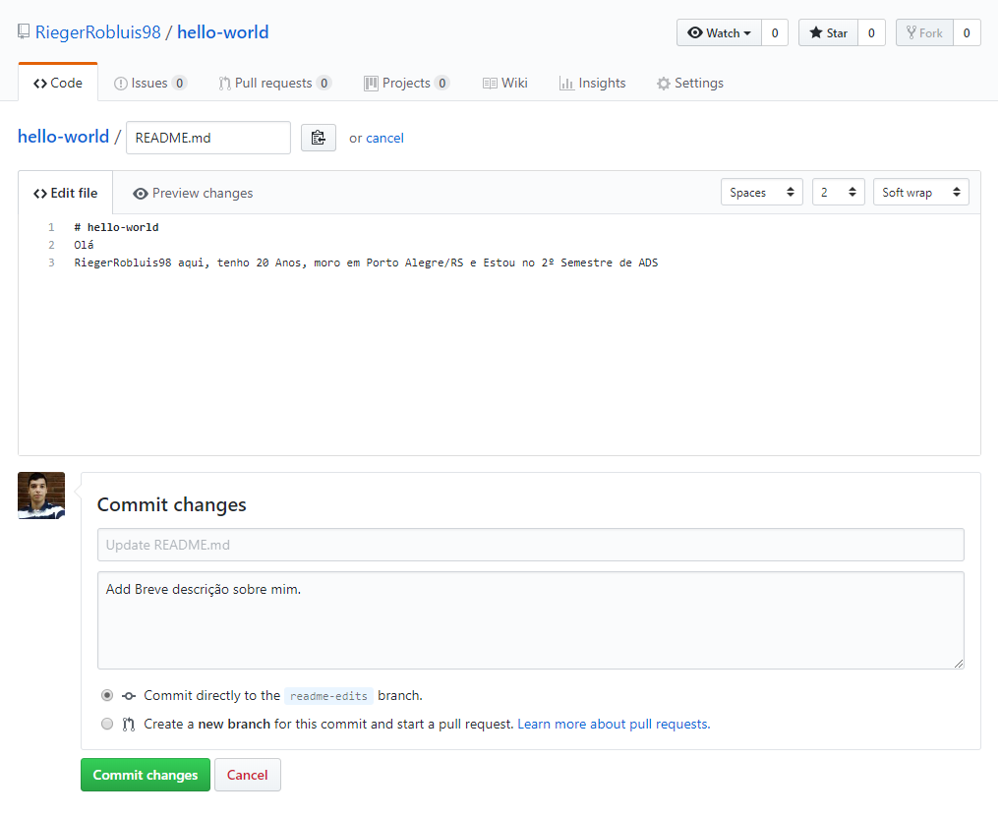 RiegerRobluis98 / hello-world
Watch 0 Star 0 Fork 0
Code Issues 0 Pull requests 0 Projects 0 Wiki Insights Settings
hello-world / README.md or cancel
Edit file Preview changes Spaces 2 Soft wrap
1 # hello-world
2 Olá
3 RiegerRobluis98 aqui, tenho 20 Anos, moro em Porto Alegre/RS e Estou no 2º Semestre de ADS
Commit changes
Update README.md
Add Breve descrição sobre mim.
Commit directly to the readme-edits branch.
Create a new branch for this commit and start a pull request. Learn more about pull requests.
Commit changes Cancel